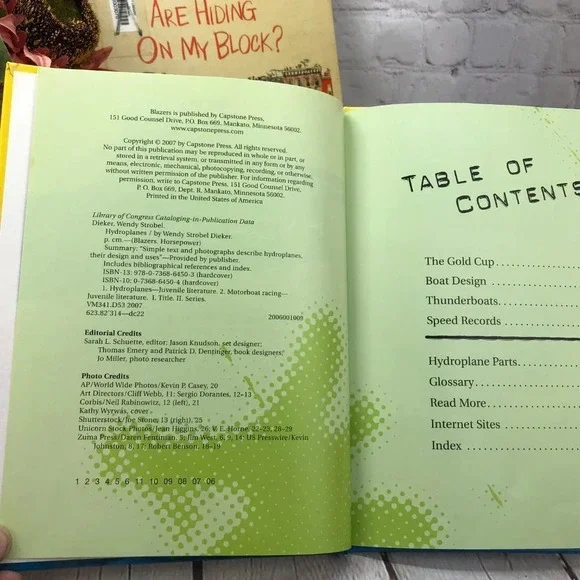 ARE HIDING
ON MY BLOCK?
Blazers is published by Capstone Press,
151 Good Counsel Drive, P.O. Box 669, Mankato, Minnesota 56002.
www.capstonepress.com
Copyright © 2007 by Capstone Press. All rights reserved.
No part of this publication may be reproduced in whole or in part, or
stored in a retrieval system, or transmitted in any form or by any
means, electronic, mechanical, photocopying, recording, or otherwise,
without written permission of the publisher. For information regarding
permission, write to Capstone Press, 151 Good Counsel Drive,
P. O. Box 669, Dept. R, Mankato, Minnesota 56002.
Printed in the United States of America
Library of Congress Cataloging-in-Publication Data
Dieker, Wendy Strobel.
Hydroplanes / by Wendy Strobel Dieker.
p. cm.—(Blazers. Horsepower)
Summary: "Simple text and photographs describe hydroplanes,
their design and uses"—Provided by publisher.
Includes bibliographical references and index.
ISBN-13: 978-0-7368-6450-3 (hardcover)
ISBN-10: 0-7368-6450-4 (hardcover)
1. Hydroplanes—Juvenile literature. 2. Motorboat racing—
Juvenile literature. I. Title. II. Series.
VM341.D53 2007
623.82'314—dc22 2006001009
Editorial Credits
Sarah L. Schuette, editor; Jason Knudson, set designer;
Thomas Emery and Patrick D. Dentinger, book designers;
Jo Miller, photo researcher
Photo Credits
AP/World Wide Photos/Kevin P. Casey, 20
Art Directors/Cliff Webb, 11; Sergio Dorantes, 12–13
Corbis/Neil Rabinowitz, 12 (left), 21
Kathy Wyrwas, cover
Shutterstock/Joe Stone, 13 (right), 25
Unicorn Stock Photos/Jean Higgins, 26; E. Horne, 22–23, 28–29
Zuma Press/Daren Fentiman, 5; Jim West, 6, 9, 14; US Presswire/Kevin
Johnston, 8, 17; Robert Benson, 18–19
1 2 3 4 5 6 11 10 09 08 07 06
TABLE OF
CONTENTS
The Gold Cup
Boat Design
Thunderboats
Speed Records
Hydroplane Parts
Glossary
Read More
Internet Sites
Index